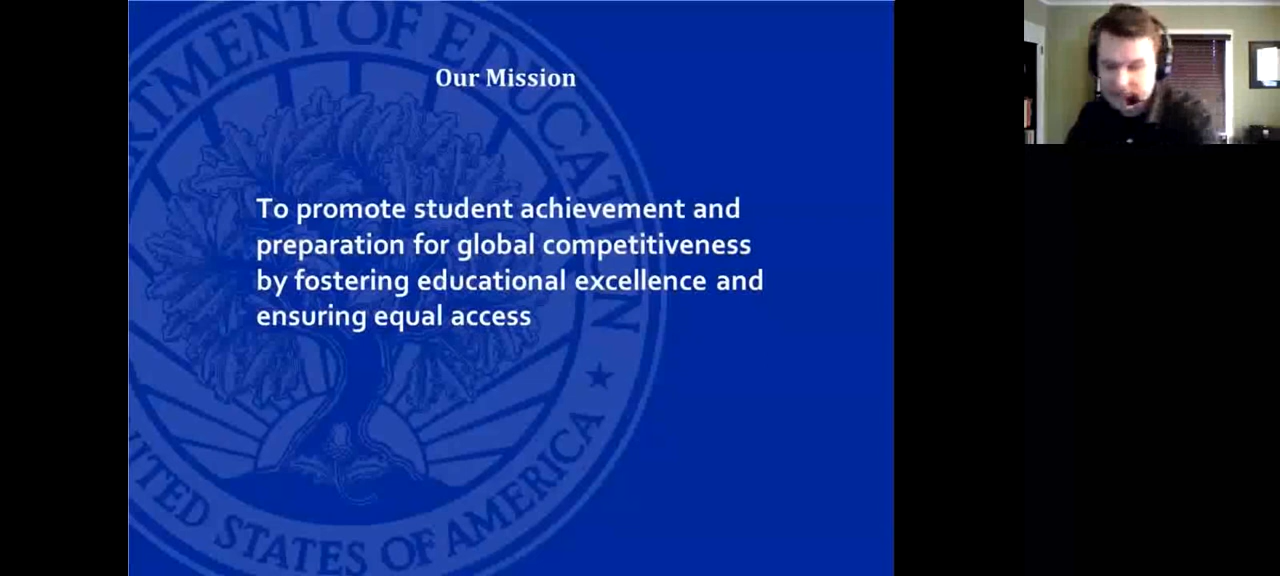 Our Mission
To promote student achievement and
preparation for global competitiveness
by fostering educational excellence and
ensuring equal access
DEPARTMENT OF EDUCATION
UNITED STATES OF AMERICA